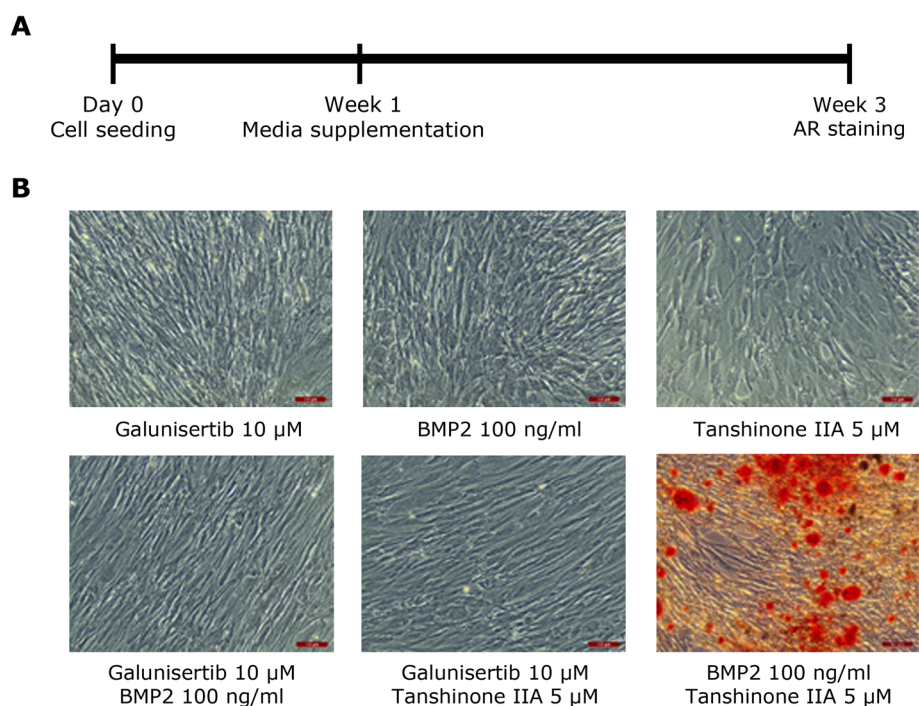 A
Day 0
Cell seeding
Week 1
Media supplementation
Week 3
AR staining
B
Galunisertib 10 µM
BMP2 100 ng/ml
Tanshinone IIA 5 µM
Galunisertib 10 µM
BMP2 100 ng/ml
Galunisertib 10 µM
Tanshinone IIA 5 µM
BMP2 100 ng/ml
Tanshinone IIA 5 µM